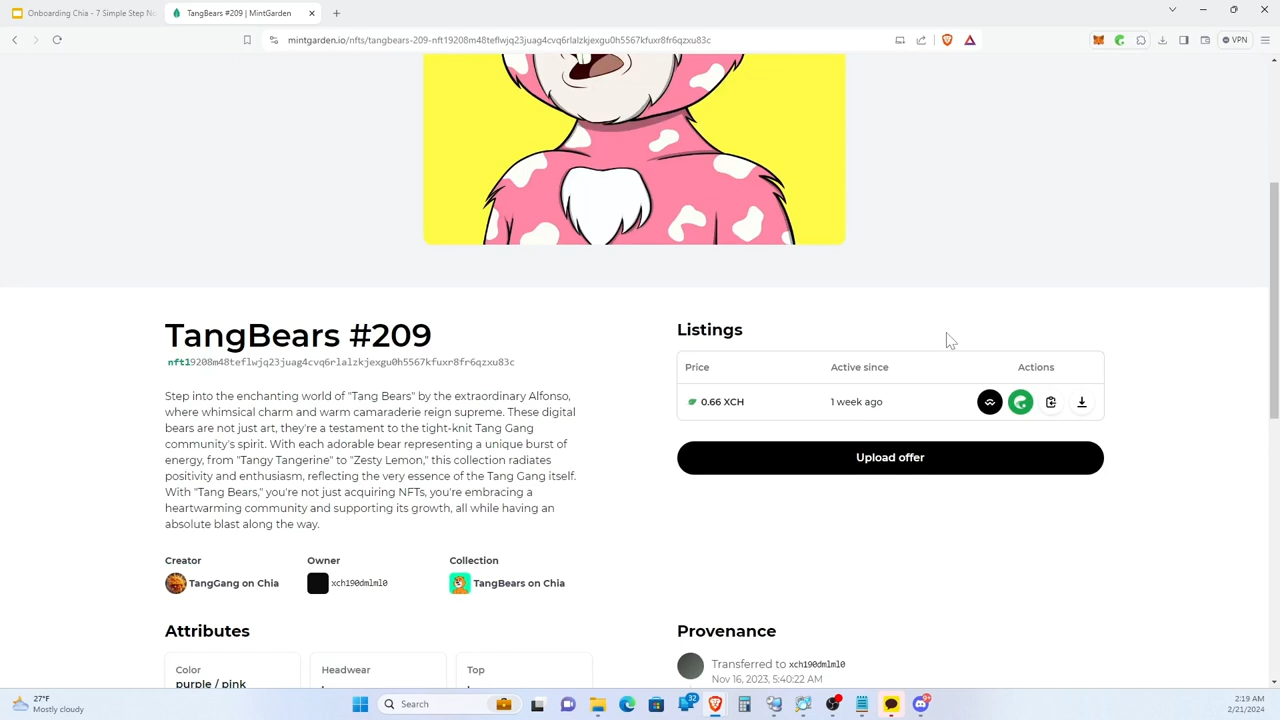 Onboarding Chia - 7 Simple Step No
TangBears #209 | MintGarden
mintgarden.io/nfts/tangbears-209-nft19208m48teflwjq23juag4cvq6rlalzkjexgu0h5567kfuxr8fr6qzxu83c
VPN
TangBears #209
nft19208m48teflwjq23juag4cvq6rlalzkjexgu0h5567kfuxr8fr6qzxu83c
Step into the enchanting world of "Tang Bears" by the extraordinary Alfonso,
where whimsical charm and warm camaraderie reign supreme. These digital
bears are not just art, they're a testament to the tight-knit Tang Gang
community's spirit. With each adorable bear representing a unique burst of
energy, from "Tangy Tangerine" to "Zesty Lemon," this collection radiates
positivity and enthusiasm, reflecting the very essence of the Tang Gang itself.
With "Tang Bears," you're not just acquiring NFTs, you're embracing a
heartwarming community and supporting its growth, all while having an
absolute blast along the way.
Creator Owner Collection
TangGang on Chia xch190dmlml0 TangBears on Chia
Listings
Price Active since Actions
0.66 XCH 1 week ago
Upload offer
Attributes
Color Headwear Top
purple / pink
Provenance
Transferred to xch190dmlml0
Nov 16, 2023, 5:40:22 AM
27°F
Mostly cloudy
Search
32
9+
2:19 AM
2/21/2024